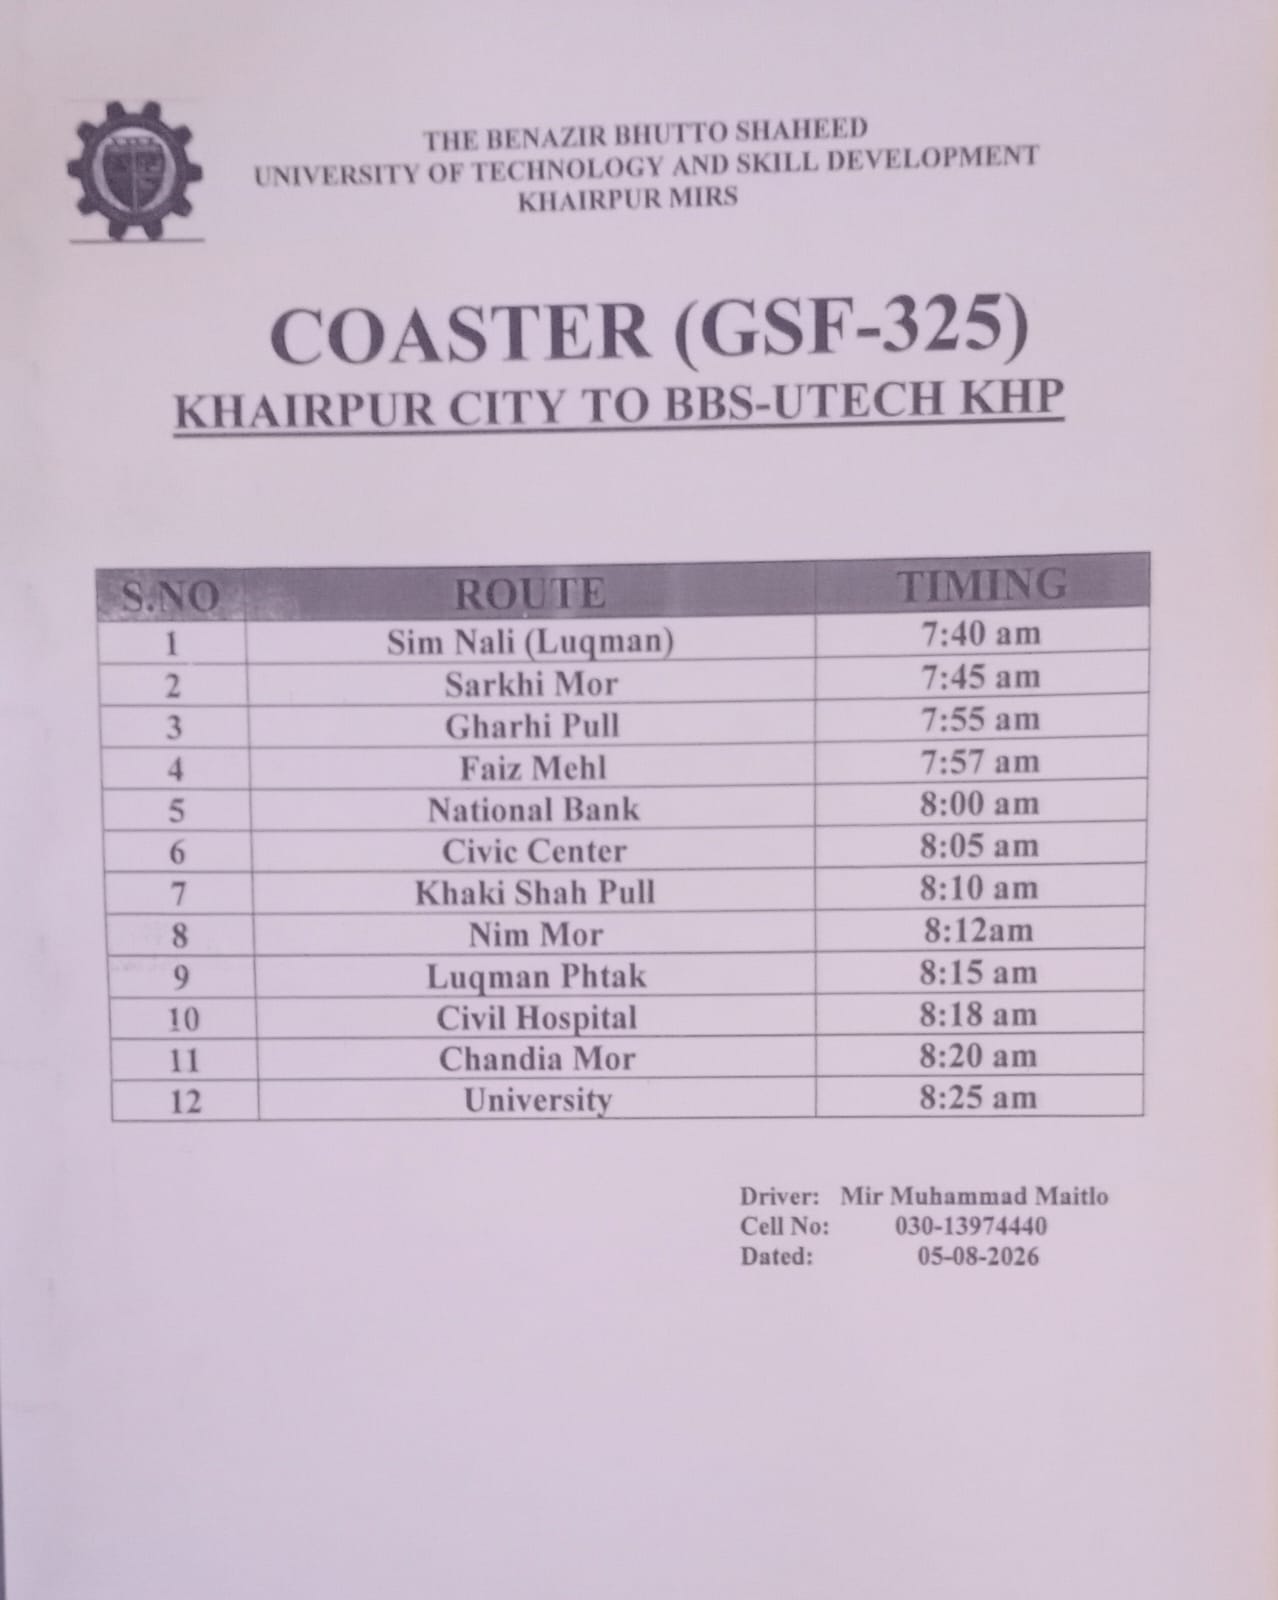 THE BENAZIR BHUTTO SHAHEED
UNIVERSITY OF TECHNOLOGY AND SKILL DEVELOPMENT
KHAIRPUR MIRS
COASTER (GSF-325)
KHAIRPUR CITY TO BBS-UTECH KHP
S.NO ROUTE TIMING
1 Sim Nali (Luqman) 7:40 am
2 Sarkhi Mor 7:45 am
3 Gharhi Pull 7:55 am
4 Faiz Mehl 7:57 am
5 National Bank 8:00 am
6 Civic Center 8:05 am
7 Khaki Shah Pull 8:10 am
8 Nim Mor 8:12am
9 Luqman Phtak 8:15 am
10 Civil Hospital 8:18 am
11 Chandia Mor 8:20 am
12 University 8:25 am
Driver: Mir Muhammad Maitlo
Cell No: 030-13974440
Dated: 05-08-2026